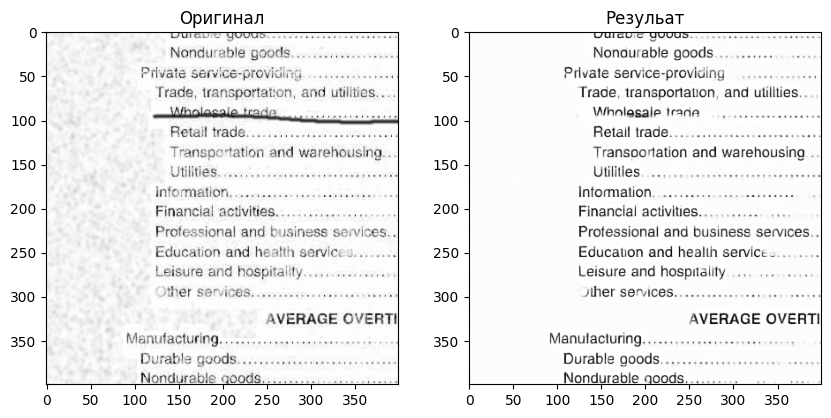 Оригинал
0
50
100
150
200
250
300
350
Durable goods
Nondurable goods
Private service-providing
Trade, transportation, and utilities
Wholesale trade
Retail trade
Transportation and warehousing
Utilities
Information
Financial activities
Professional and business services
Education and health services
Leisure and hospitality
Other services
AVERAGE OVERTI
Manufacturing
Durable goods
Nondurable goods
0 50 100 150 200 250 300 350
Резульат
0
50
100
150
200
250
300
350
Durable goods
Nondurable goods
Private service-providing
Trade, transportation, and utilities
Wholesale trade
Retail trade
Transportation and warehousing
Utilities
Information
Financial activities
Professional and business services
Education and health services
Leisure and hospitality
Other services
AVERAGE OVERTI
Manufacturing
Durable goods
Nondurable goods
0 50 100 150 200 250 300 350